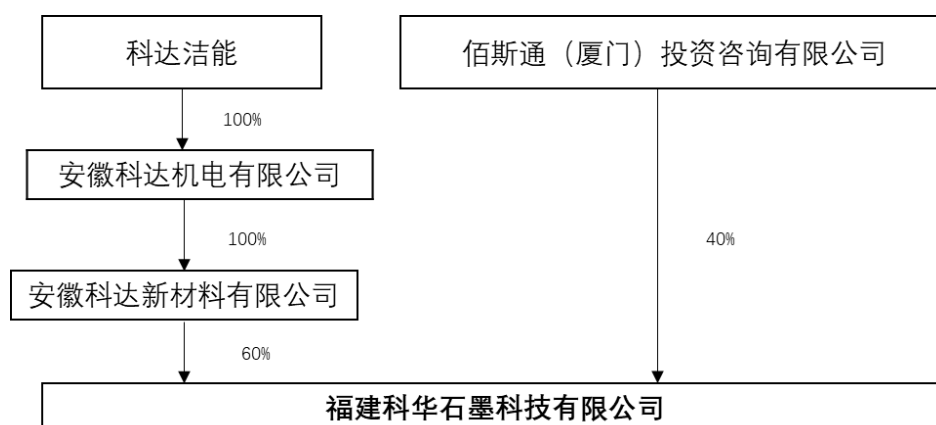 科达洁能
佰斯通（厦门）投资咨询有限公司
100%
安徽科达机电有限公司
100%
40%
安徽科达新材料有限公司
60%
福建科华石墨科技有限公司